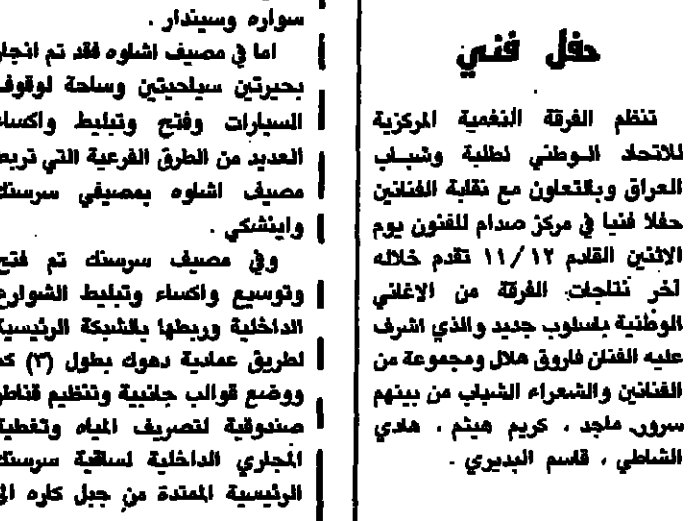 حفل فني
تنظم الفرقة النغمية المركزية
للاتحاد الوطني لطلبة وشباب
العراق وبالتعاون مع نقابة الفنانين
حفلا فنيا في مركز صدام للفنون يوم
الاثنين القادم ١١/١٢ تقدم خلاله
آخر نتاجات الفرقة من الاغاني
الوطنية باسلوب جديد والذي اشرف
عليه الفنان فاروق هلال ومجموعة من
الفنانين والشعراء الشباب من بينهم
سرور ماجد ، كريم هيثم ، هادي
الشاطي ، قاسم البديري .
سواره وسيندار .
اما في مصيف اشاوه فقد تم انجاز
بحيرتين سياحيتين وساحة لوقوف
السيارات وفتح وتبليط واكساء
العديد من الطرق الفرعية التي تربط
مصيف اشاوه بمصيفي سرسنك
واينشكي .
وفي مصيف سرسنك تم فتح
وتوسيع واكساء وتبليط الشوارع
الداخلية وربطها بالشبكة الرئيسية
لطريق عمادية دهوك بطول (٣) كم
ووضع قوالب جانبية وتنظيم قناطر
صندوقية لتصريف المياه وتغطية
المجاري الداخلية لساقية سرسنك
الرئيسية الممتدة من جبل كاره الى